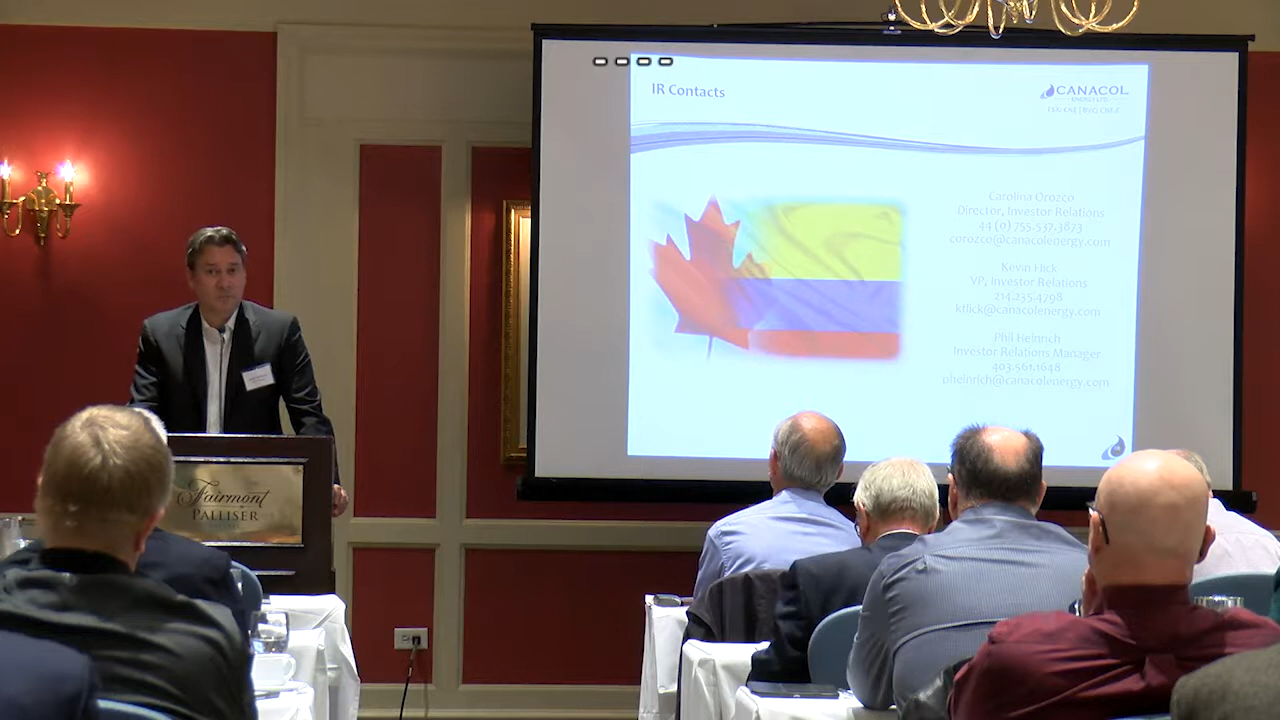 IR Contacts
CANACOL
ENERGY LTD.
Carolina Orozco
Director, Investor Relations
44 (0) 755.537.3873
corozco@canacolenergy.com
Kevin Flick
VP, Investor Relations
214.235.4798
kflick@canacolenergy.com
Phil Heinrich
Investor Relations Manager
403.561.1648
pheinrich@canacolenergy.com
Fairmont
PALLISER